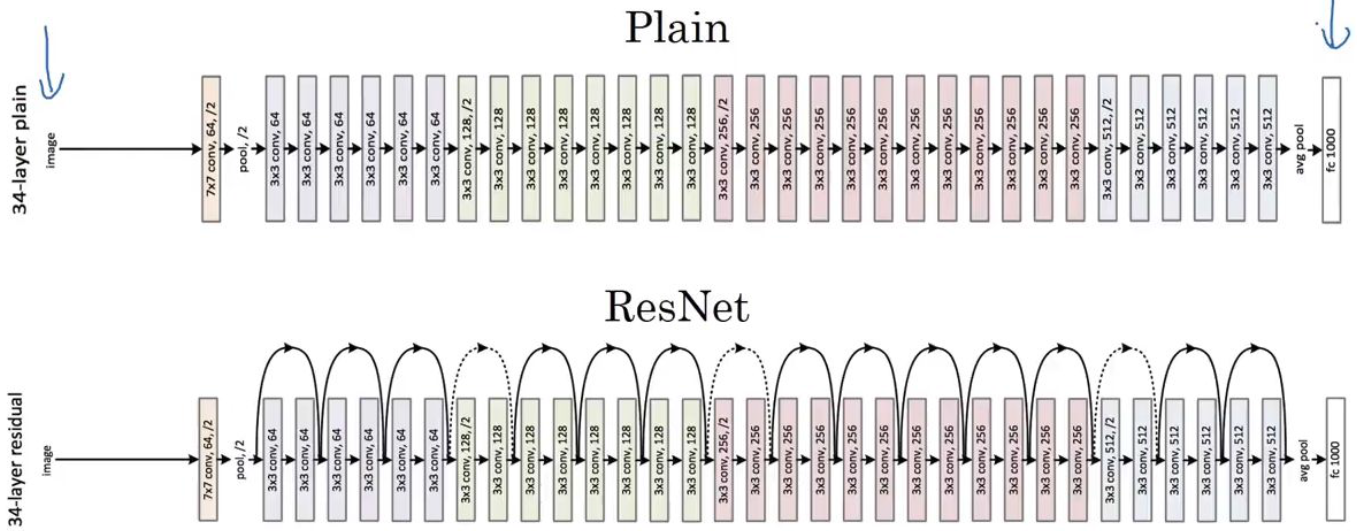 Plain
34-layer plain
image
7x7 conv, 64, /2
pool, /2
3x3 conv, 64
3x3 conv, 64
3x3 conv, 64
3x3 conv, 64
3x3 conv, 64
3x3 conv, 64
3x3 conv, 128, /2
3x3 conv, 128
3x3 conv, 128
3x3 conv, 128
3x3 conv, 128
3x3 conv, 128
3x3 conv, 128
3x3 conv, 128
3x3 conv, 256, /2
3x3 conv, 256
3x3 conv, 256
3x3 conv, 256
3x3 conv, 256
3x3 conv, 256
3x3 conv, 256
3x3 conv, 256
3x3 conv, 256
3x3 conv, 256
3x3 conv, 256
3x3 conv, 256
3x3 conv, 512, /2
3x3 conv, 512
3x3 conv, 512
3x3 conv, 512
3x3 conv, 512
3x3 conv, 512
avg pool
fc 1000
ResNet
34-layer residual
image
7x7 conv, 64, /2
pool, /2
3x3 conv, 64
3x3 conv, 64
3x3 conv, 64
3x3 conv, 64
3x3 conv, 64
3x3 conv, 64
3x3 conv, 128, /2
3x3 conv, 128
3x3 conv, 128
3x3 conv, 128
3x3 conv, 128
3x3 conv, 128
3x3 conv, 128
3x3 conv, 128
3x3 conv, 256, /2
3x3 conv, 256
3x3 conv, 256
3x3 conv, 256
3x3 conv, 256
3x3 conv, 256
3x3 conv, 256
3x3 conv, 256
3x3 conv, 256
3x3 conv, 256
3x3 conv, 256
3x3 conv, 256
3x3 conv, 512, /2
3x3 conv, 512
3x3 conv, 512
3x3 conv, 512
3x3 conv, 512
3x3 conv, 512
avg pool
fc 1000